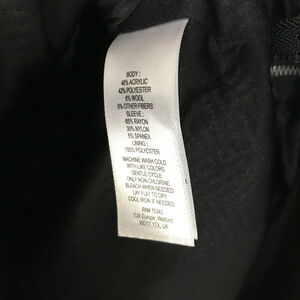 BODY :
46% ACRYLIC
42% POLYESTER
6% WOOL
6% OTHER FIBERS
SLEEVE :
65% RAYON
30% NYLON
5% SPANDEX
LINING :
100% POLYESTER
MACHINE WASH COLD
WITH LIKE COLORS
GENTLE CYCLE
ONLY NON-CHLORINE
BLEACH WHEN NEEDED
LAY FLAT TO DRY
COOL IRON IF NEEDED
RN# 75343
TJX Europe, Watford,
WD17 1TX, UK